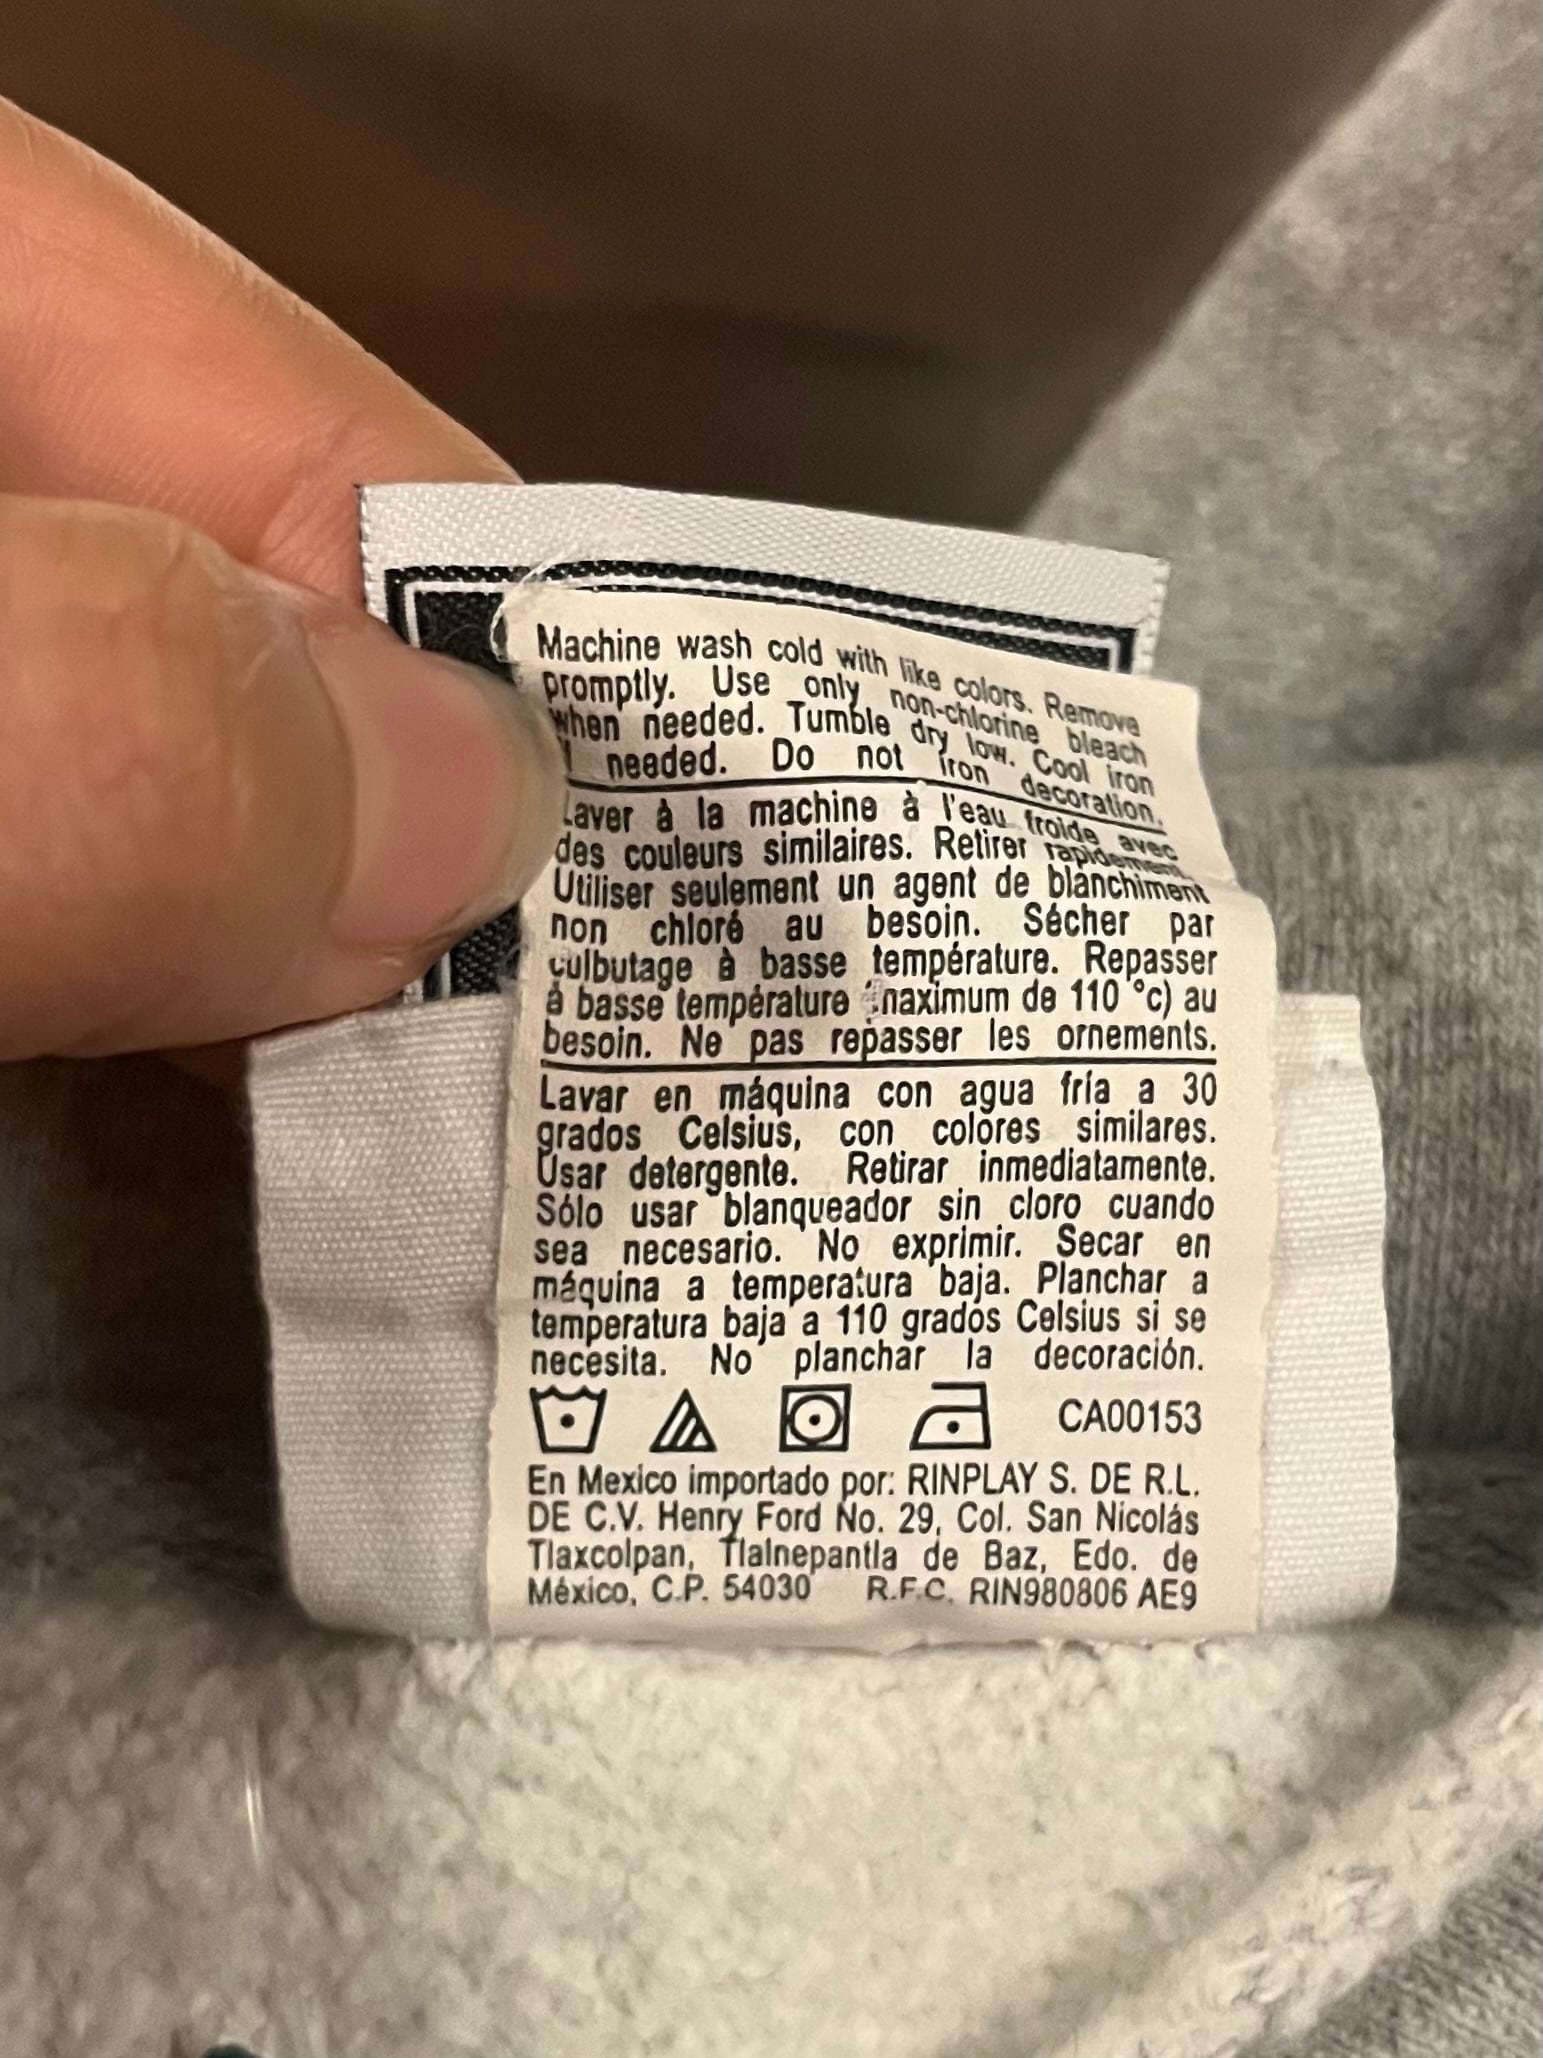 Machine wash cold with like colors. Remove
promptly. Use only non-chlorine bleach
when needed. Tumble dry low. Cool iron
needed. Do not iron decoration.
Laver à la machine à l'eau froide avec
des couleurs similaires. Retirer rapidement.
Utiliser seulement un agent de blanchiment
non chloré au besoin. Sécher par
culbutage à basse température. Repasser
à basse température (maximum de 110 °c) au
besoin. Ne pas repasser les ornements.
Lavar en máquina con agua fría a 30
grados Celsius, con colores similares.
Usar detergente. Retirar inmediatamente.
Sólo usar blanqueador sin cloro cuando
sea necesario. No exprimir. Secar en
máquina a temperatura baja. Planchar a
temperatura baja a 110 grados Celsius si se
necesita. No planchar la decoración.
CA00153
En Mexico importado por: RINPLAY S. DE R.L.
DE C.V. Henry Ford No. 29, Col. San Nicolás
Tlaxcolpan, Tlalnepantla de Baz, Edo. de
México, C.P. 54030 R.F.C. RIN980806 AE9